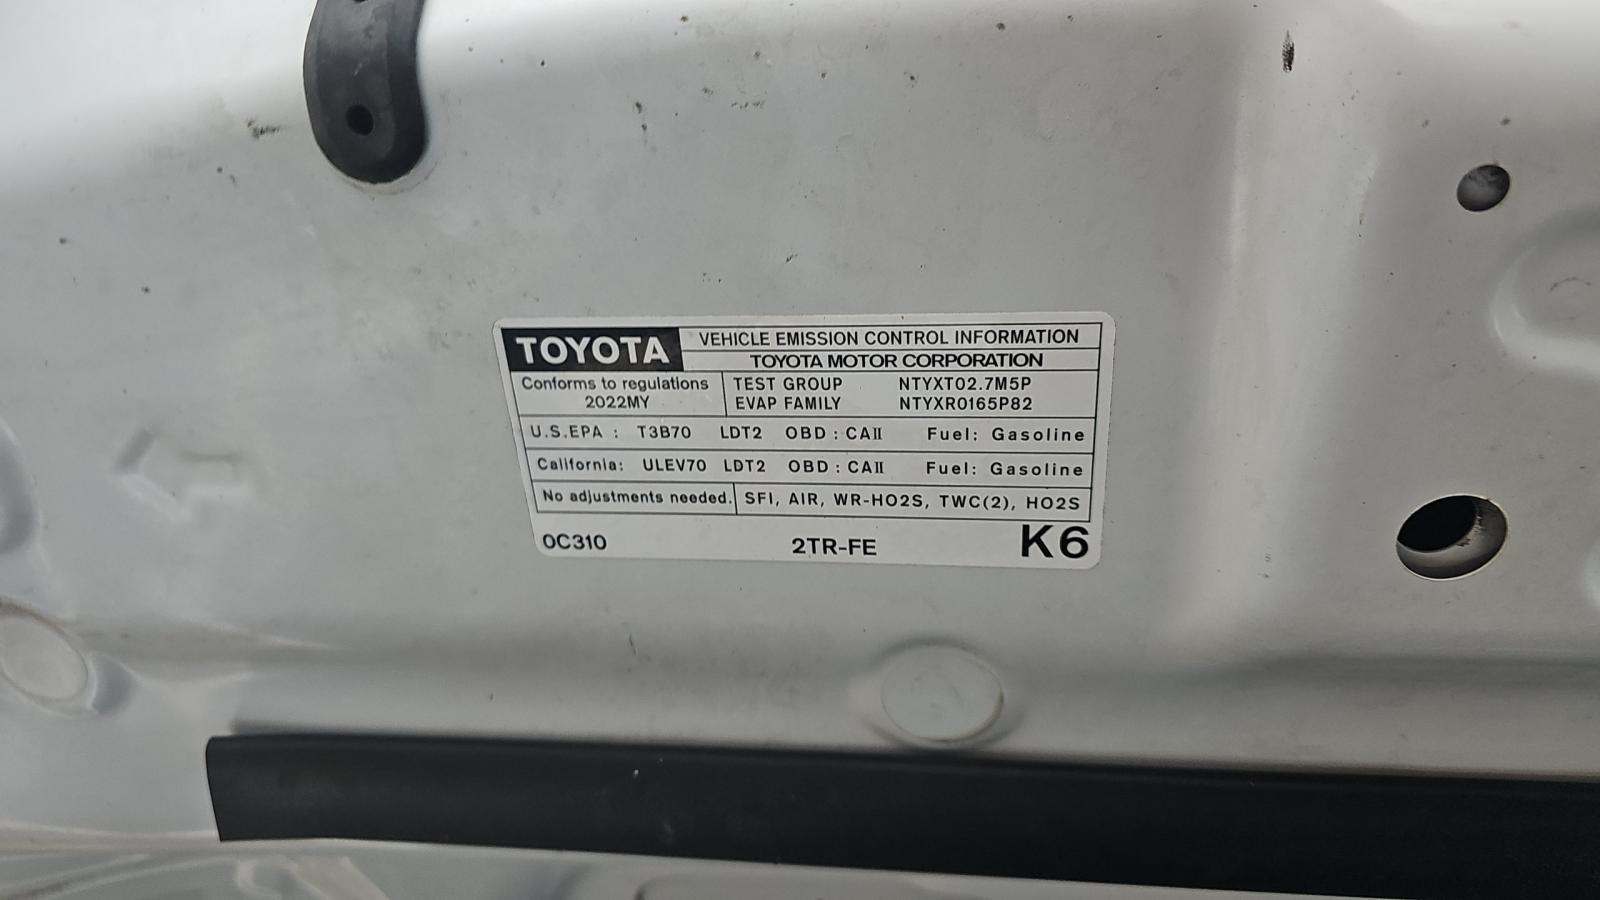 TOYOTA VEHICLE EMISSION CONTROL INFORMATION
TOYOTA MOTOR CORPORATION
Conforms to regulations TEST GROUP NTYXT02.7M5P
2022MY EVAP FAMILY NTYXR0165P82
U.S.EPA : T3B70 LDT2 OBD : CAII Fuel: Gasoline
California: ULEV70 LDT2 OBD : CAII Fuel: Gasoline
No adjustments needed. SFI, AIR, WR-HO2S, TWC(2), HO2S
0C310 2TR-FE K6